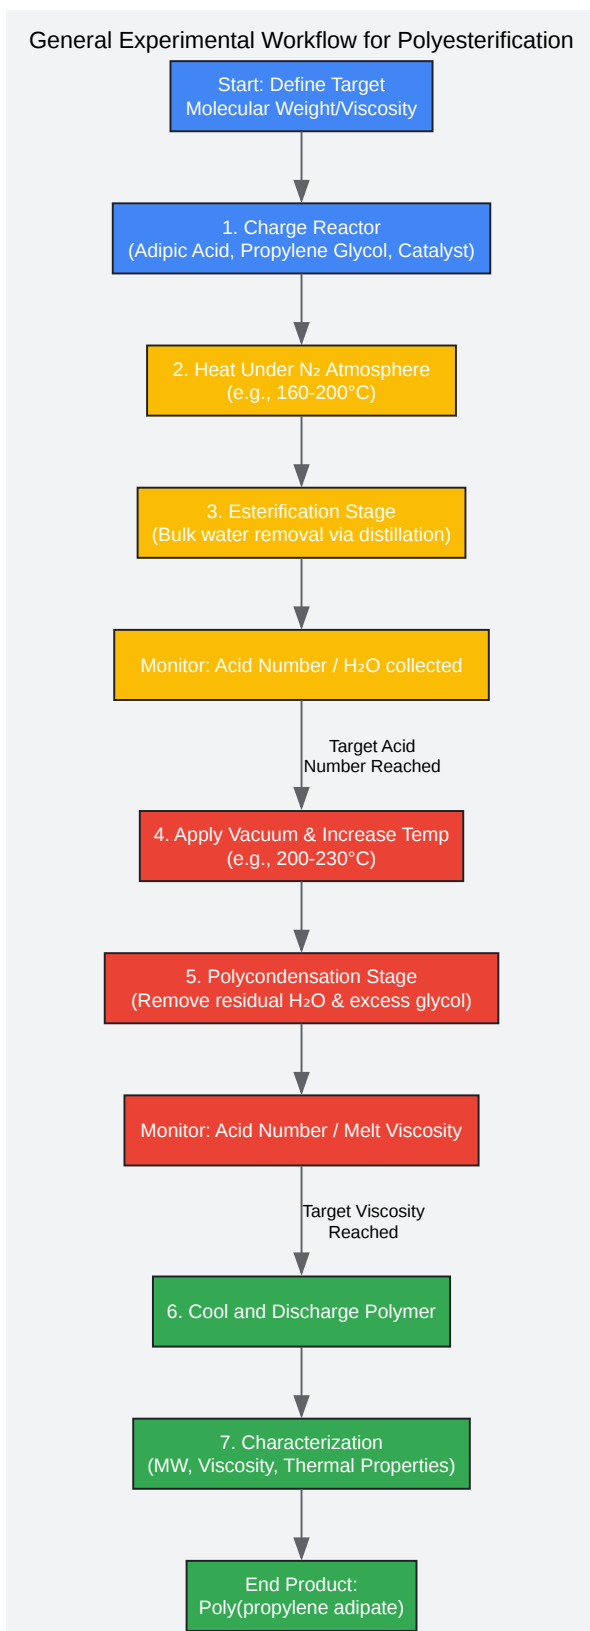 General Experimental Workflow for Polyesterification
Start: Define Target
Molecular Weight/Viscosity
1. Charge Reactor
(Adipic Acid, Propylene Glycol, Catalyst)
2. Heat Under N₂ Atmosphere
(e.g., 160-200°C)
3. Esterification Stage
(Bulk water removal via distillation)
Monitor: Acid Number / H₂O collected
Target Acid
Number Reached
4. Apply Vacuum & Increase Temp
(e.g., 200-230°C)
5. Polycondensation Stage
(Remove residual H₂O & excess glycol)
Monitor: Acid Number / Melt Viscosity
Target Viscosity
Reached
6. Cool and Discharge Polymer
7. Characterization
(MW, Viscosity, Thermal Properties)
End Product:
Poly(propylene adipate)